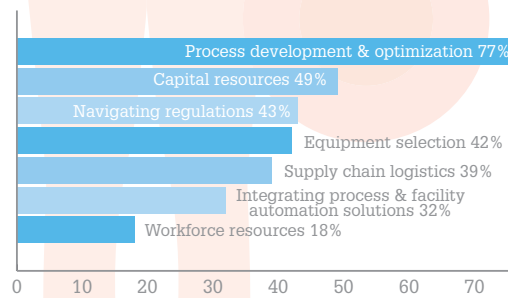 Process development & optimization 77%
Capital resources 49%
Navigating regulations 43%
Equipment selection 42%
Supply chain logistics 39%
Integrating process & facility
automation solutions 32%
Workforce resources 18%
0 10 20 30 40 50 60 70